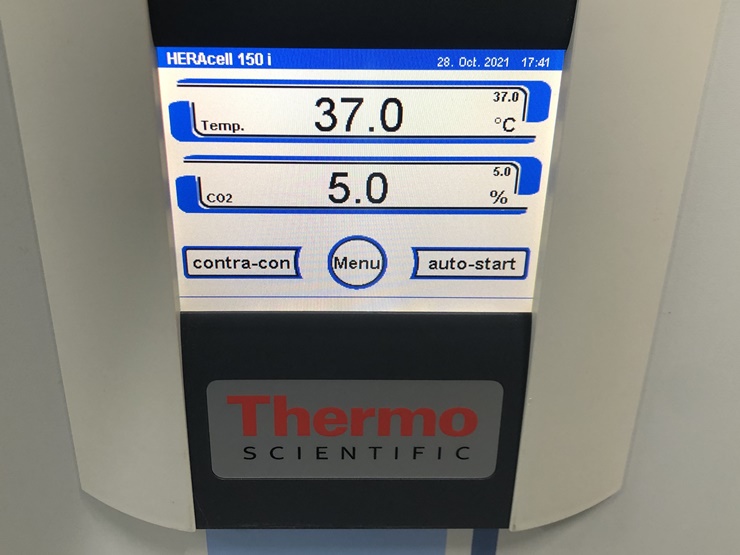 HERAcell 150 i 28. Oct. 2021 17:41
37.0
Temp. 37.0 °C
5.0
CO2 5.0 %
contra-con Menu auto-start
Thermo
SCIENTIFIC